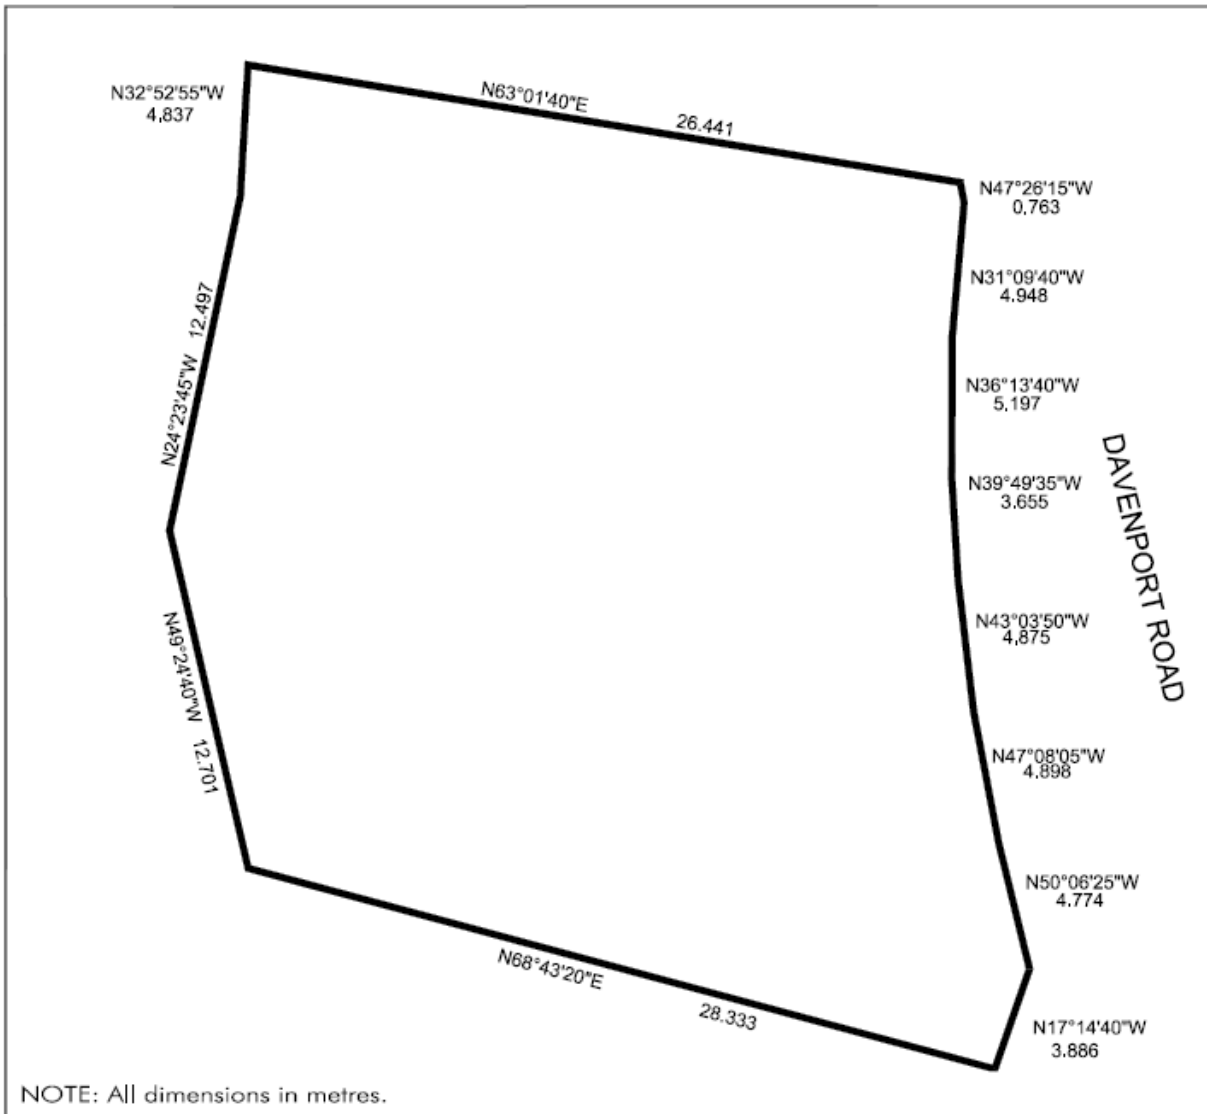 N32°52'55"W
4.837
N63°01'40"E
26.441
N47°26'15"W
0.763
N31°09'40"W
4.948
N24°23'45"W 12.497
N36°13'40"W
5.197
N39°49'35"W
3.655
DAVENPORT ROAD
N43°03'50"W
4.875
N49°24'40"W 12.701
N47°08'05"W
4.898
N50°06'25"W
4.774
N68°43'20"E
28.333
N17°14'40"W
3.886
NOTE: All dimensions in metres.